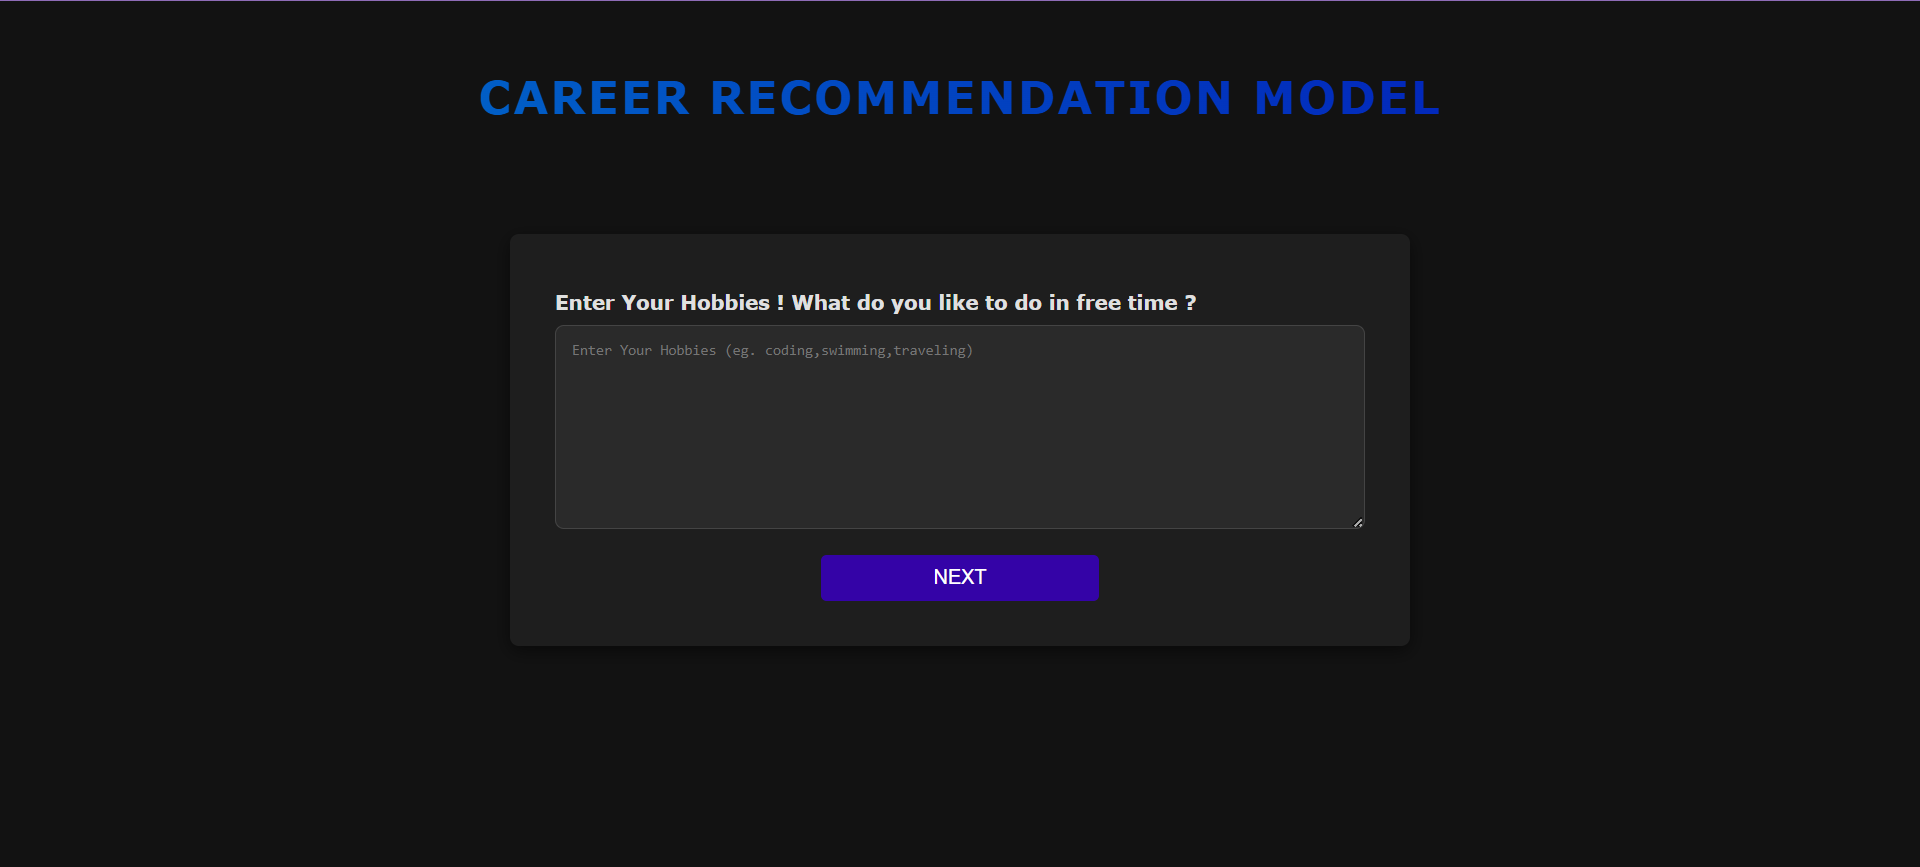 CAREER RECOMMENDATION MODEL
Enter Your Hobbies ! What do you like to do in free time ?
Enter Your Hobbies (eg. coding,swimming,traveling)
NEXT